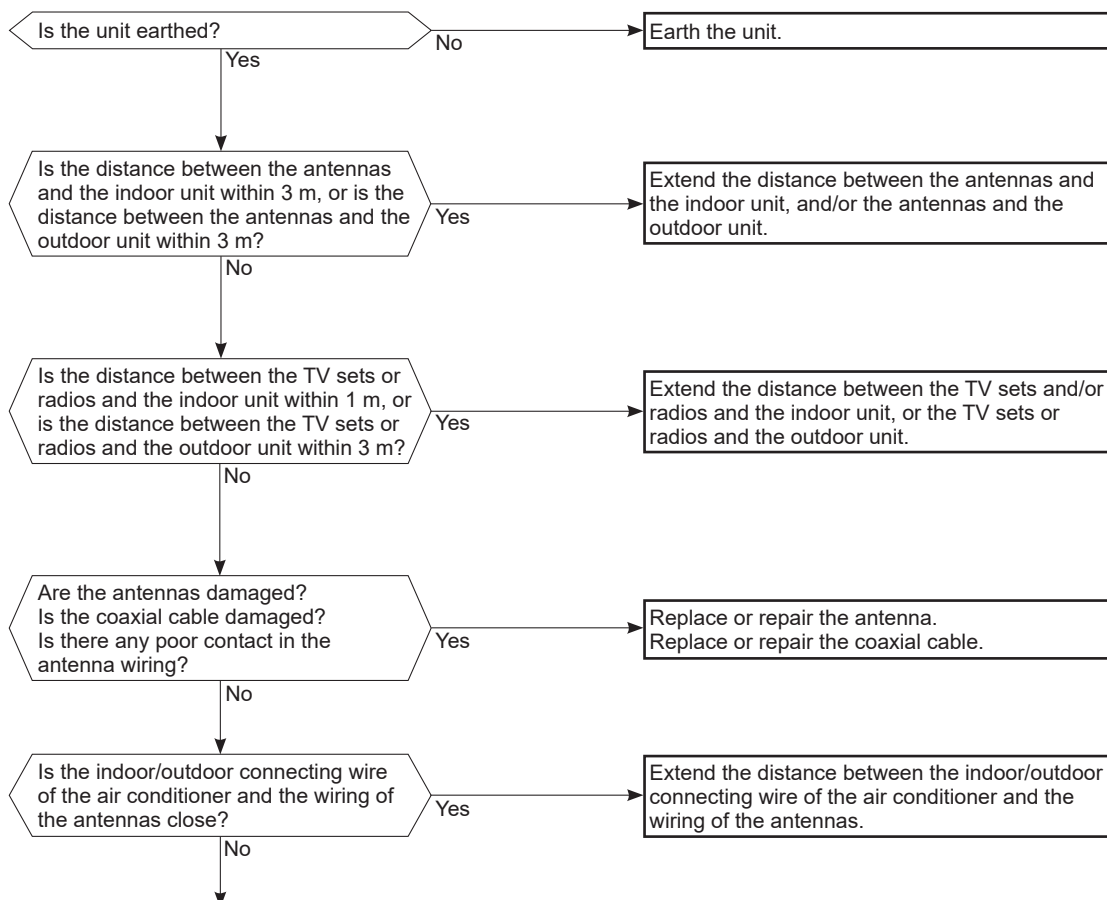 Is the unit earthed?
No
Earth the unit.
Yes
Is the distance between the antennas
and the indoor unit within 3 m, or is the
distance between the antennas and the
outdoor unit within 3 m?
Yes
Extend the distance between the antennas and
the indoor unit, and/or the antennas and the
outdoor unit.
No
Is the distance between the TV sets or
radios and the indoor unit within 1 m, or
is the distance between the TV sets or
radios and the outdoor unit within 3 m?
Yes
Extend the distance between the TV sets and/or
radios and the indoor unit, or the TV sets or
radios and the outdoor unit.
No
Are the antennas damaged?
Is the coaxial cable damaged?
Is there any poor contact in the
antenna wiring?
Yes
Replace or repair the antenna.
Replace or repair the coaxial cable.
No
Is the indoor/outdoor connecting wire
of the air conditioner and the wiring of
the antennas close?
Yes
Extend the distance between the indoor/outdoor
connecting wire of the air conditioner and the
wiring of the antennas.
No